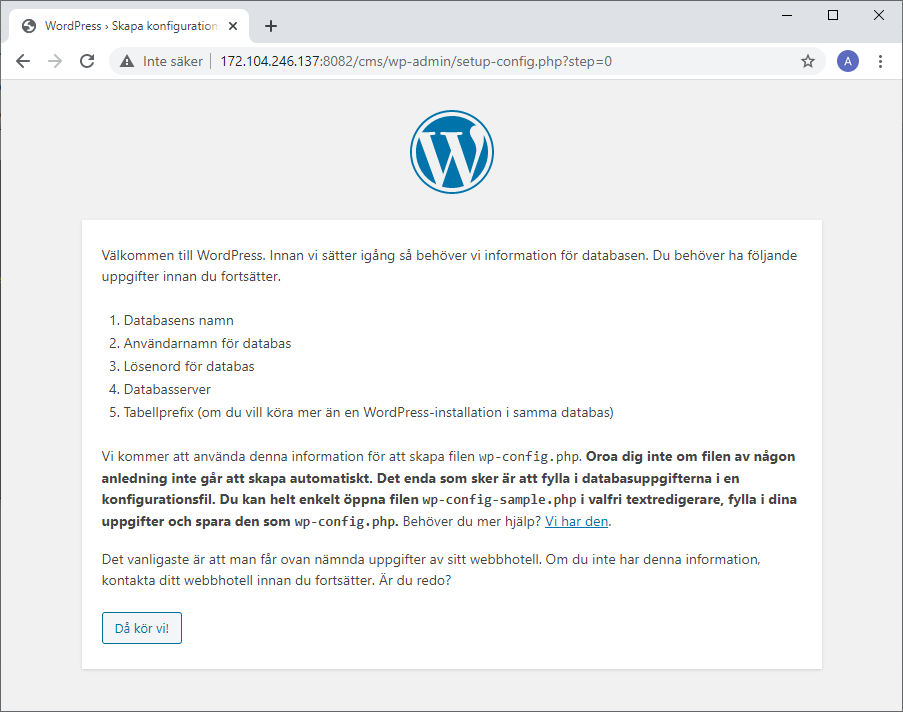 WordPress › Skapa konfigurations
Inte säker
172.104.246.137:8082/cms/wp-admin/setup-config.php?step=0
A
Välkommen till WordPress. Innan vi sätter igång så behöver vi information för databasen. Du behöver ha följande
uppgifter innan du fortsätter.
1. Databasens namn
2. Användarnamn för databas
3. Lösenord för databas
4. Databasserver
5. Tabellprefix (om du vill köra mer än en WordPress-installation i samma databas)
Vi kommer att använda denna information för att skapa filen wp-config.php. Oroa dig inte om filen av någon
anledning inte går att skapa automatiskt. Det enda som sker är att fylla i databasuppgifterna i en
konfigurationsfil. Du kan helt enkelt öppna filen wp-config-sample.php i valfri textredigerare, fylla i dina
uppgifter och spara den som wp-config.php. Behöver du mer hjälp? Vi har den.
Det vanligaste är att man får ovan nämnda uppgifter av sitt webbhotell. Om du inte har denna information,
kontakta ditt webbhotell innan du fortsätter. Är du redo?
Då kör vi!